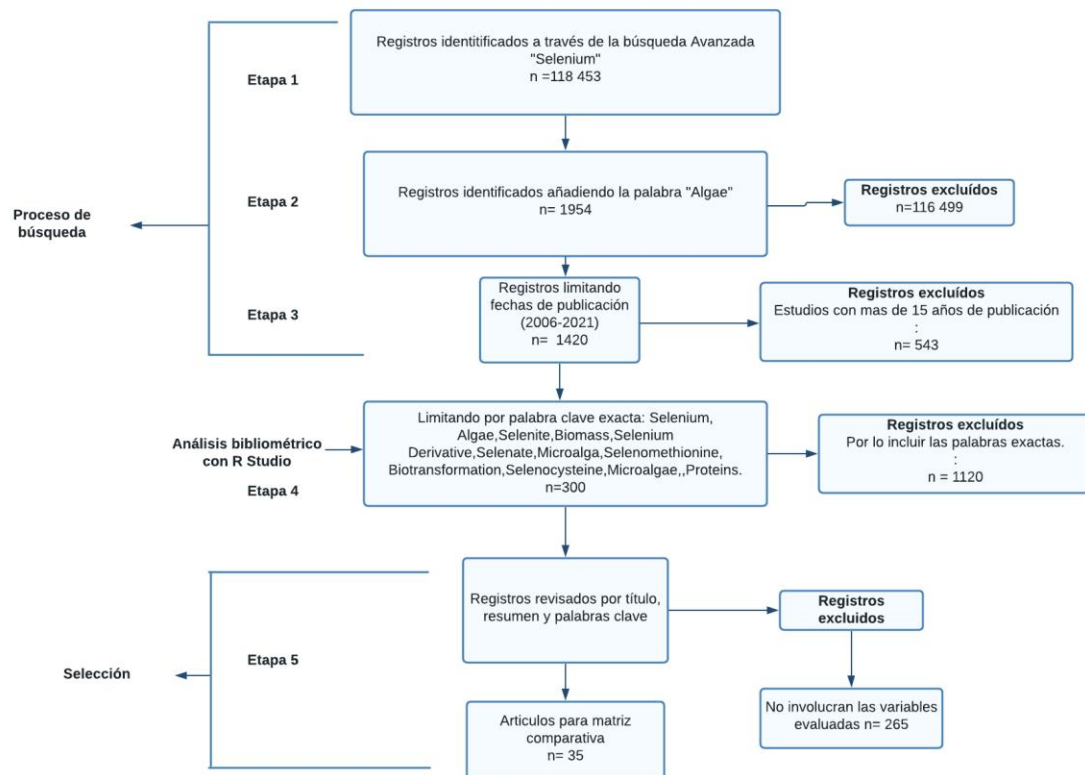 Registros identitificados a través de la búsqueda Avanzada
"Selenium"
n =118 453
Etapa 1
Registros identificados añadiendo la palabra "Algae"
n= 1954
Etapa 2
Registros excluídos
n=116 499
Proceso de
búsqueda
Registros limitando
fechas de publicación
(2006-2021)
n= 1420
Etapa 3
Registros excluídos
Estudios con mas de 15 años de publicación
:
n= 543
Análisis bibliométrico
con R Studio
Etapa 4
Limitando por palabra clave exacta: Selenium,
Algae,Selenite,Biomass,Selenium
Derivative,Selenate,Microalga,Selenomethionine,
Biotransformation,Selenocysteine,Microalgae,,Proteins.
n=300
Registros excluídos
Por lo incluir las palabras exactas.
:
n = 1120
Registros revisados por título,
resumen y palabras clave
Registros
excluidos
Etapa 5
Selección
No involucran las variables
evaluadas n= 265
Articulos para matriz
comparativa
n= 35